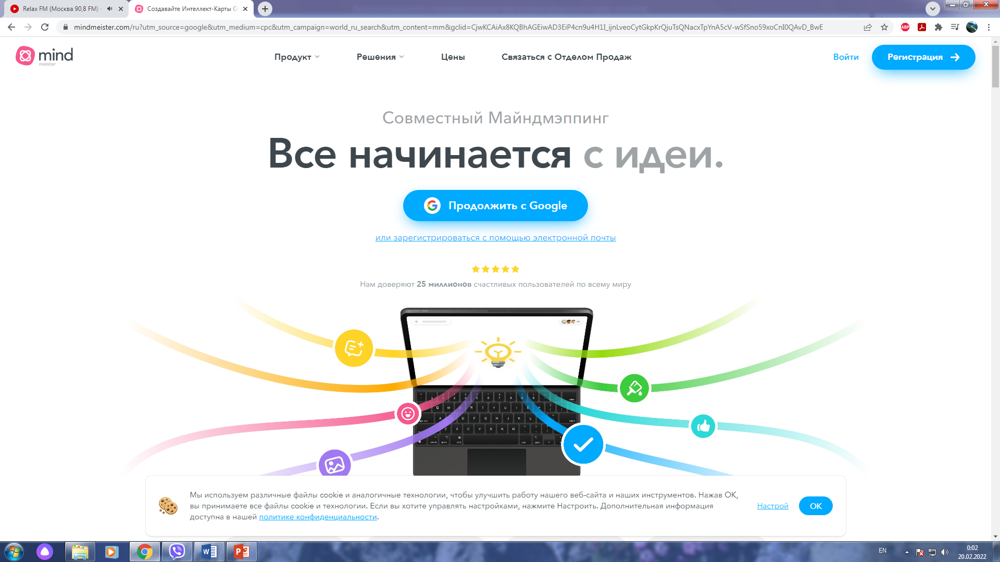 Relax FM (Москва 90,8 FM) -
Создавайте Интеллект-Карты О
mindmeister.com/ru?utm_source=google&utm_medium=cpc&utm_campaign=world_ru_search&utm_content=mm&gclid=CjwKCAiAx8KQBhAGEiwAD3EiP4cn9u4H1I_ijnLveoCytGkpKrQjuTsQNacxTpYnA5cV-wSfSno59xoCnI0QAvD_BwE
ABP
mind
meister
Продукт
Решения
Цены
Связаться с Отделом Продаж
Войти
Регистрация
Совместный Майндмэппинг
Все начинается с идеи.
Продолжить с Google
или зарегистрироваться с помощью электронной почты
Нам доверяют 25 миллионов счастливых пользователей по всему миру
Мы используем различные файлы cookie и аналогичные технологии, чтобы улучшить работу нашего веб-сайта и наших инструментов. Нажав OK,
вы принимаете все файлы cookie и технологии. Если вы хотите управлять настройками, нажмите Настроить. Дополнительная информация
доступна в нашей политике конфиденциальности.
Настрой
OK
EN
0:02
20.02.2022